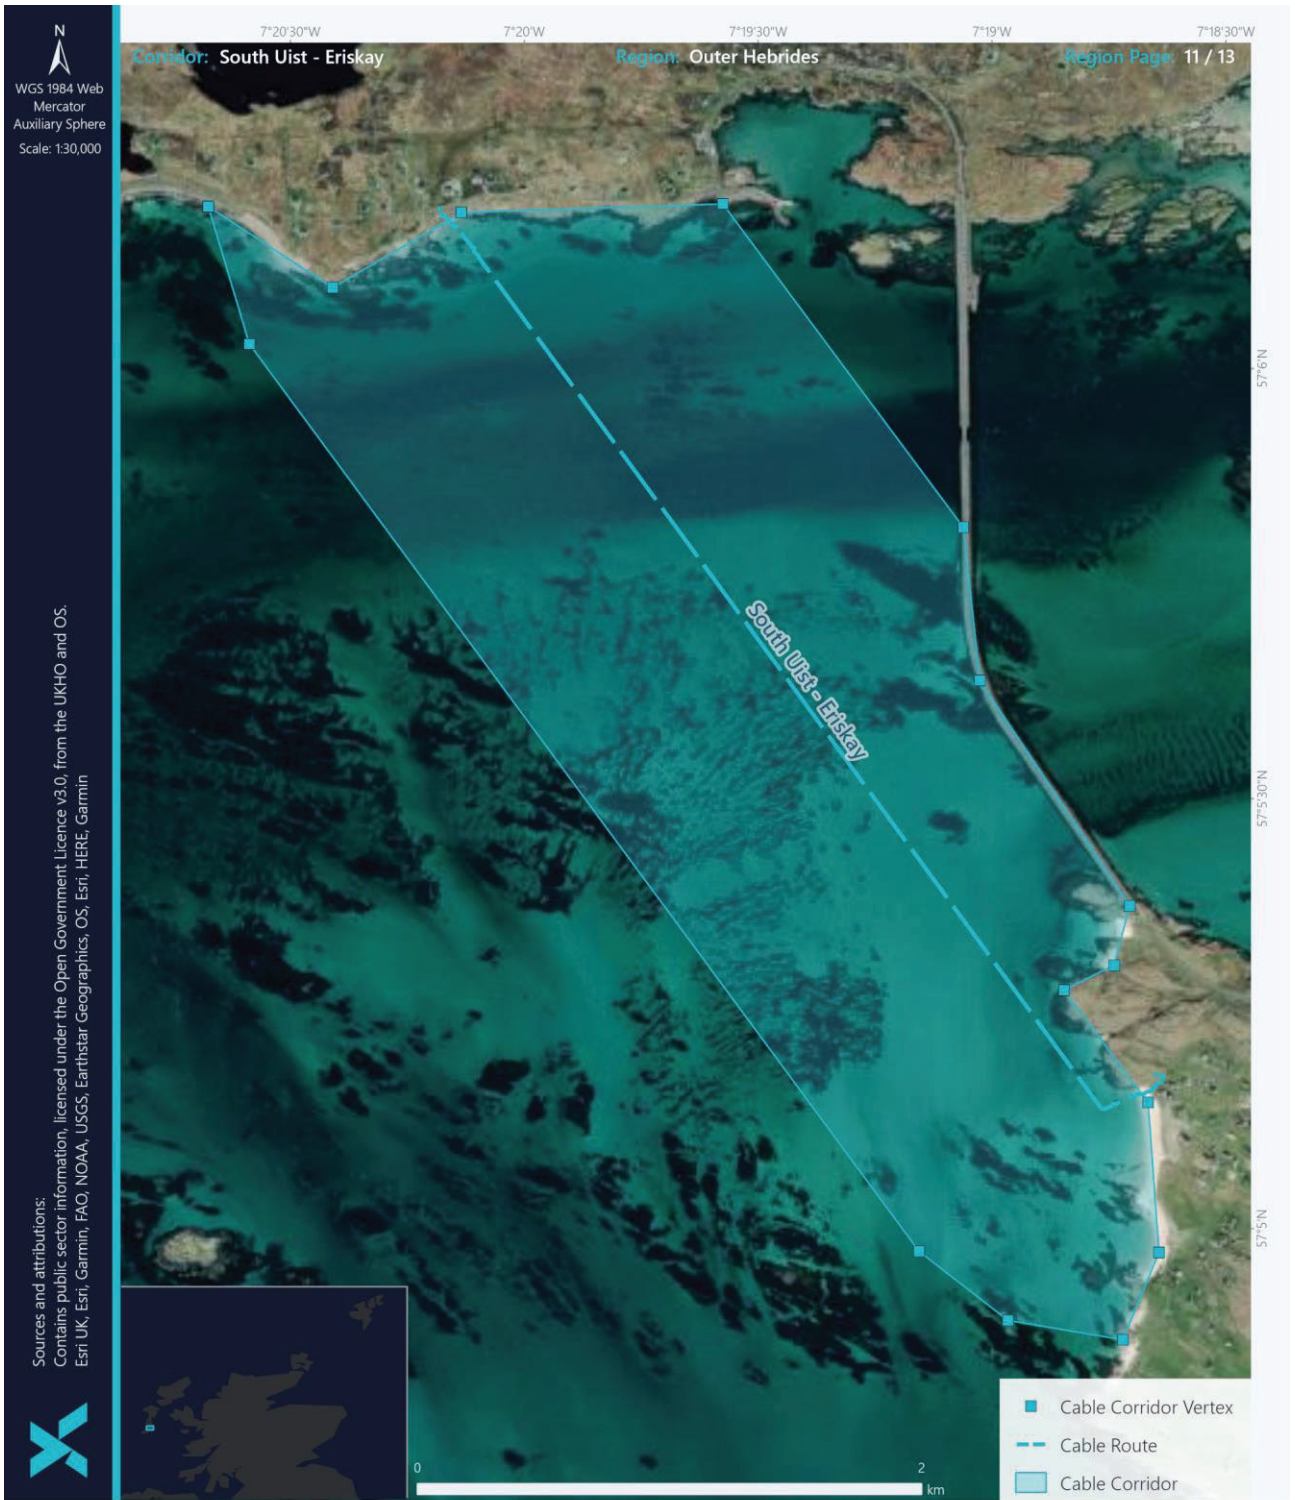 N
WGS 1984 Web
Mercator
Auxiliary Sphere
Scale: 1:30,000
7°20'30"W
7°20'W
7°19'30"W
7°19'W
7°18'30"W
Corridor: South Uist - Eriskay
Region: Outer Hebrides
Region Page: 11 / 13
57°6'N
57°5'30"N
57°5'N
South Uist - Eriskay
Sources and attributions:
Contains public sector information, licensed under the Open Government Licence v3.0, from the UKHO and OS.
Esri UK, Esri, Garmin, FAO, NOAA, USGS, Earthstar Geographics, OS, Esri, HERE, Garmin
0
2
km
Cable Corridor Vertex
Cable Route
Cable Corridor